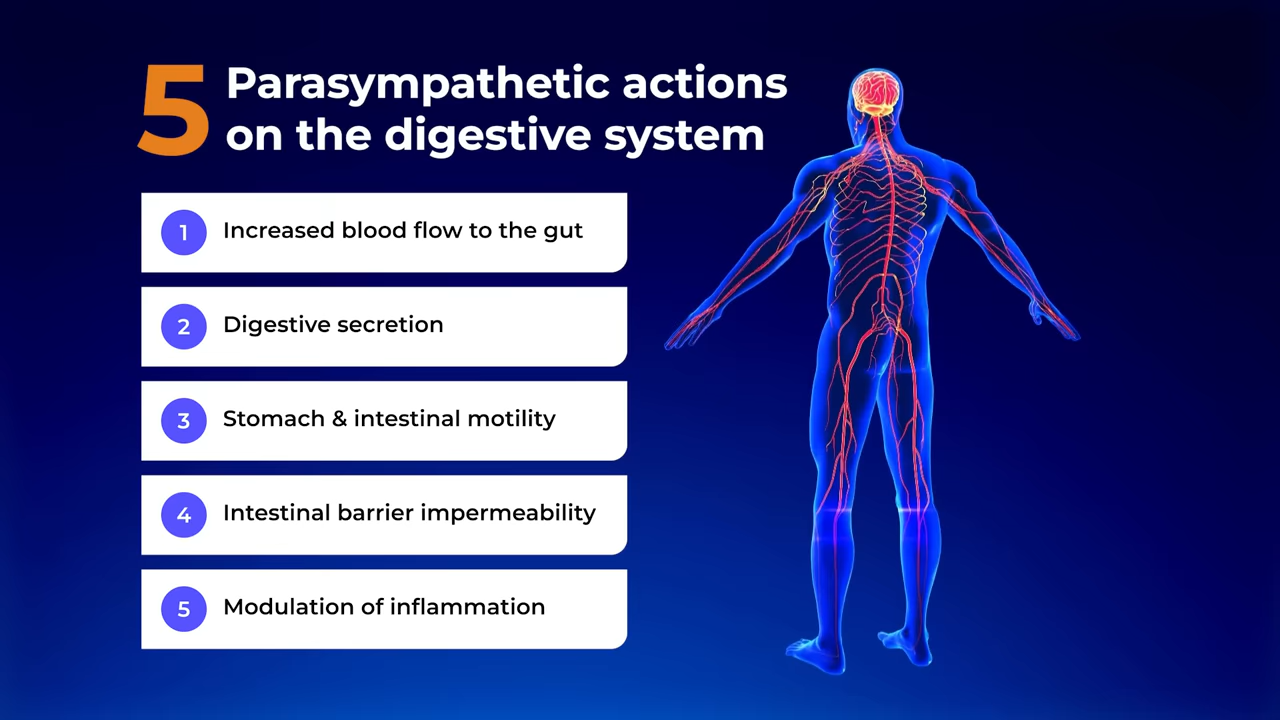 5
Parasympathetic actions
on the digestive system
1 Increased blood flow to the gut
2 Digestive secretion
3 Stomach & intestinal motility
4 Intestinal barrier impermeability
5 Modulation of inflammation